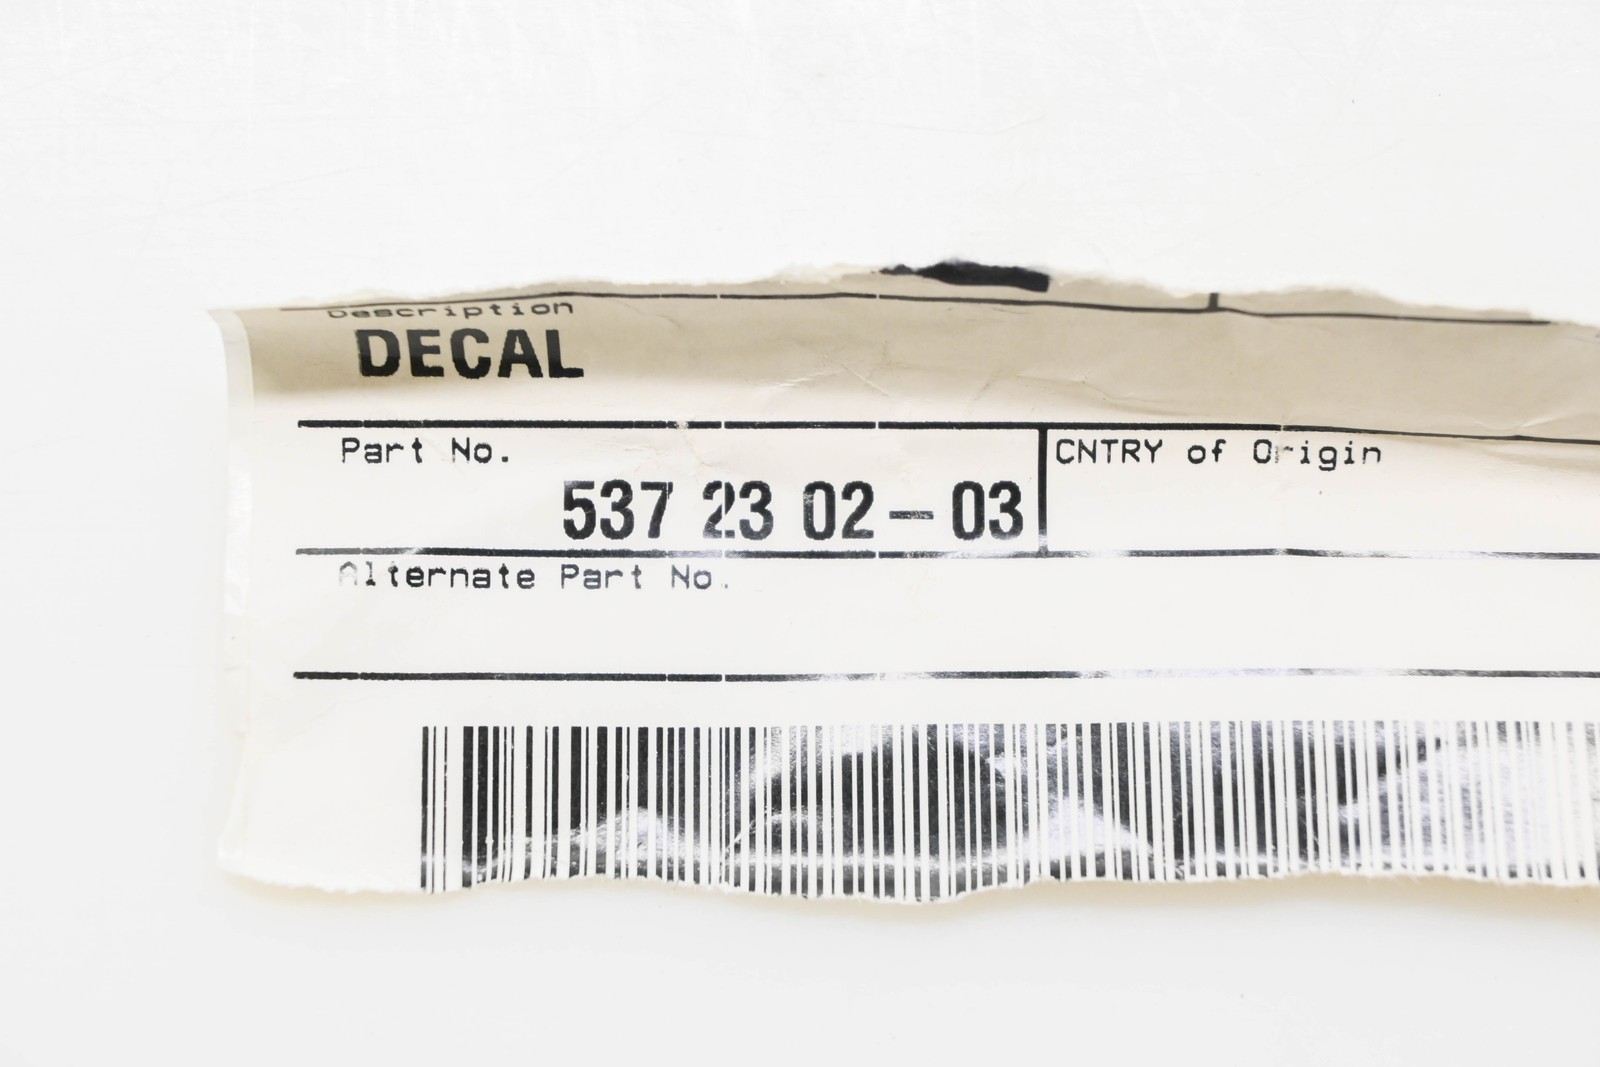 Description
DECAL
Part No.
CNTRY of Origin
537 23 02-03
Alternate Part No.